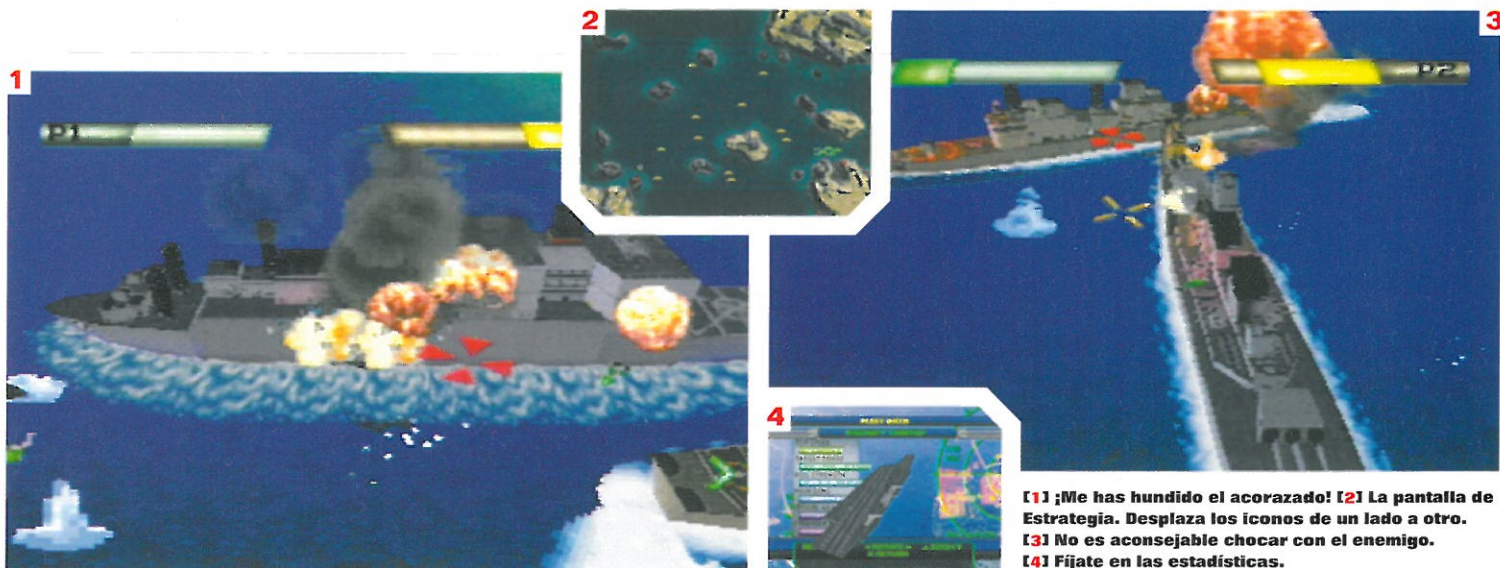 1
2
3
P1
P2
4
[1] ¡Me has hundido el acorazado! [2] La pantalla de
Estrategia. Desplaza los iconos de un lado a otro.
[3] No es aconsejable chocar con el enemigo.
[4] Fíjate en las estadísticas.